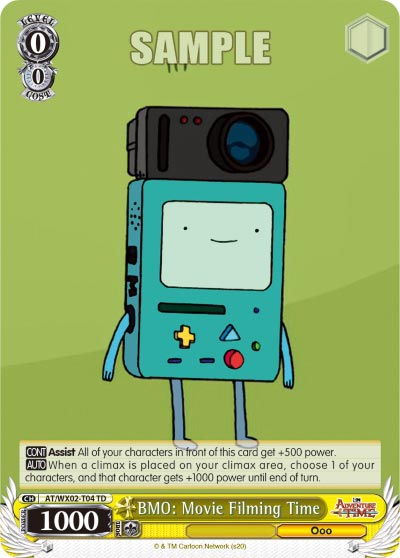 LEVEL
0
0
COST
SAMPLE
CONT Assist All of your characters in front of this card get +500 power.
AUTO When a climax is placed on your climax area, choose 1 of your
characters, and that character gets +1000 power until end of turn.
CH AT/WX02-T04 TD
POWER 1000
BMO: Movie Filming Time
ADVENTURE TIME
Ooo
© & TM Cartoon Network (s20)